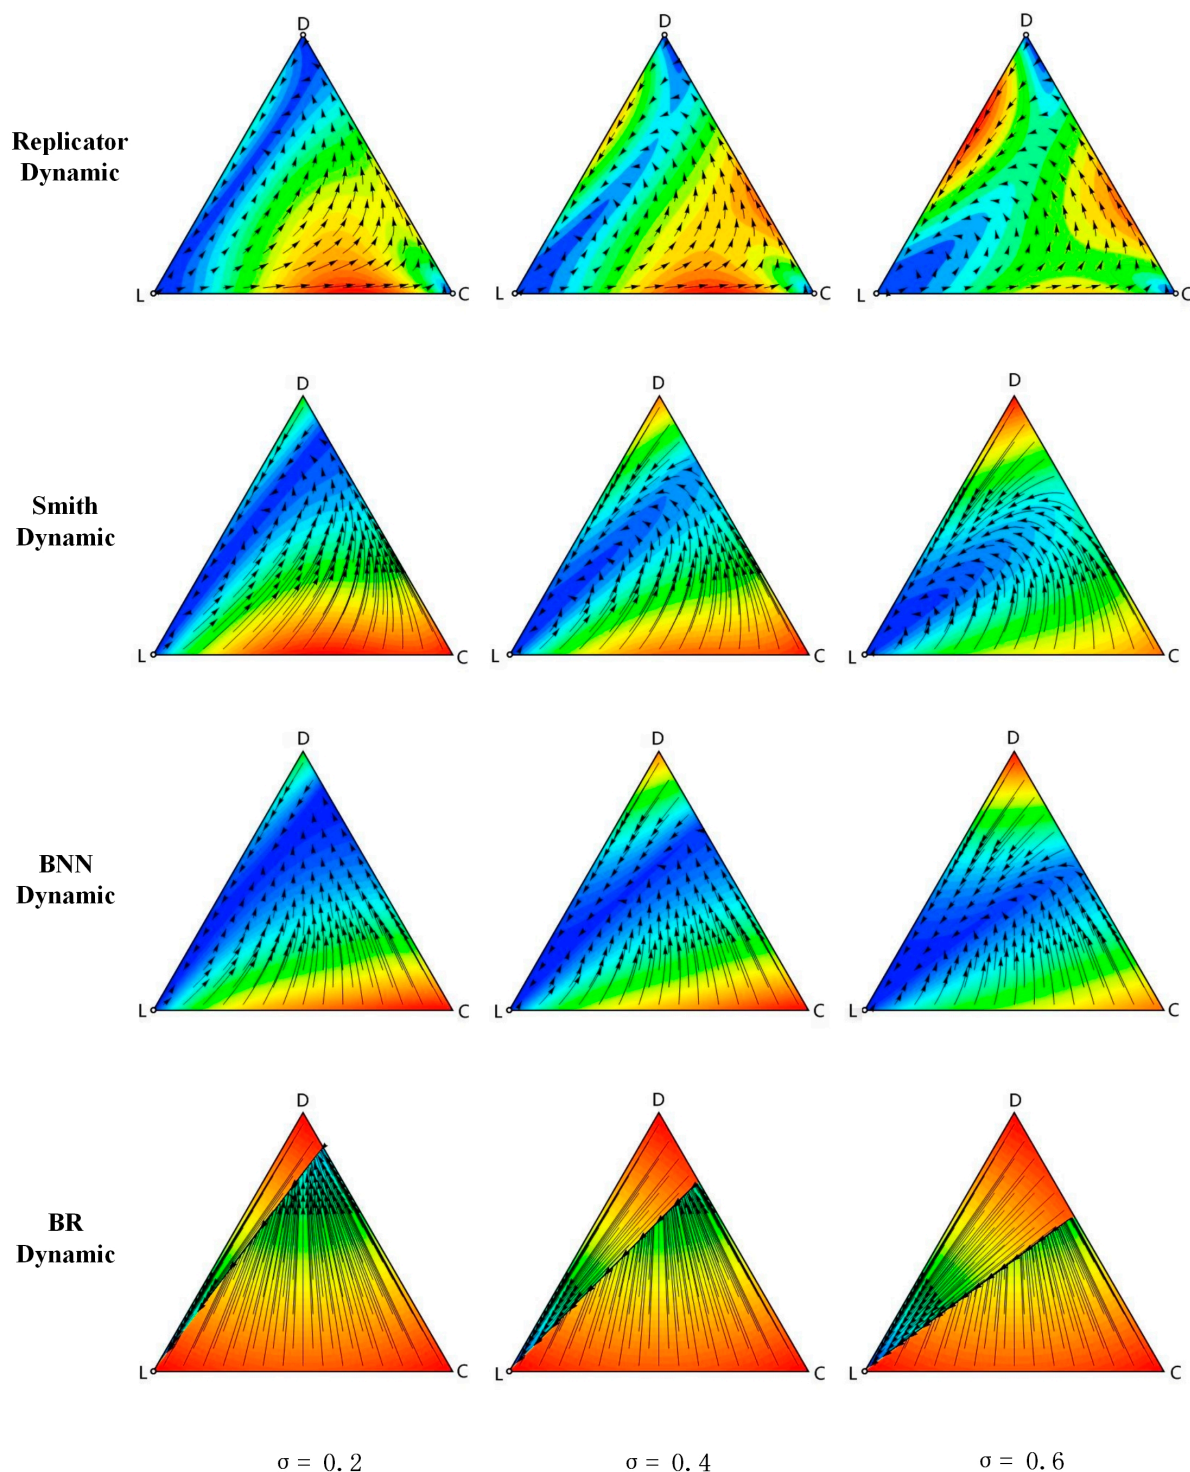 D D D
Replicator
Dynamic
L C L C L C
D D D
Smith
Dynamic
L C L C L C
D D D
BNN
Dynamic
L C L C L C
D D D
BR
Dynamic
L C L C L C
σ = 0.2 σ = 0.4 σ = 0.6